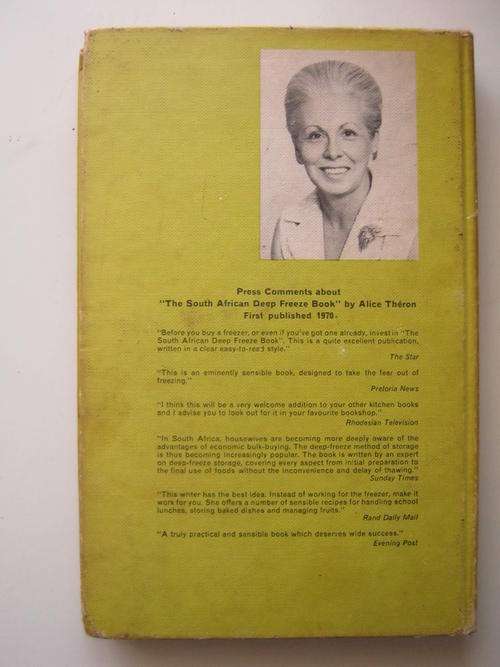 Press Comments about
"The South African Deep Freeze Book" by Alice Théron
First published 1970.
"Before you buy a freezer, or even if you've got one already, invest in "The
South African Deep Freeze Book". This is a quite excellent publication,
written in a clear easy-to-read style."
The Star
"This is an eminently sensible book, designed to take the fear out of
freezing."
Pretoria News
"I think this will be a very welcome addition to your other kitchen books
and I advise you to look out for it in your favourite bookshop."
Rhodesian Television
"In South Africa, housewives are becoming more deeply aware of the
advantages of economic bulk-buying. The deep-freeze method of storage
is thus becoming increasingly popular. The book is written by an expert
on deep-freeze storage, covering every aspect from initial preparation to
the final use of foods without the inconvenience and delay of thawing."
Sunday Times
"This writer has the best idea. Instead of working for the freezer, make it
work for you. She offers a number of sensible recipes for handling school
lunches, storing baked dishes and managing fruits."
Rand Daily Mail
"A truly practical and sensible book which deserves wide success."
Evening Post